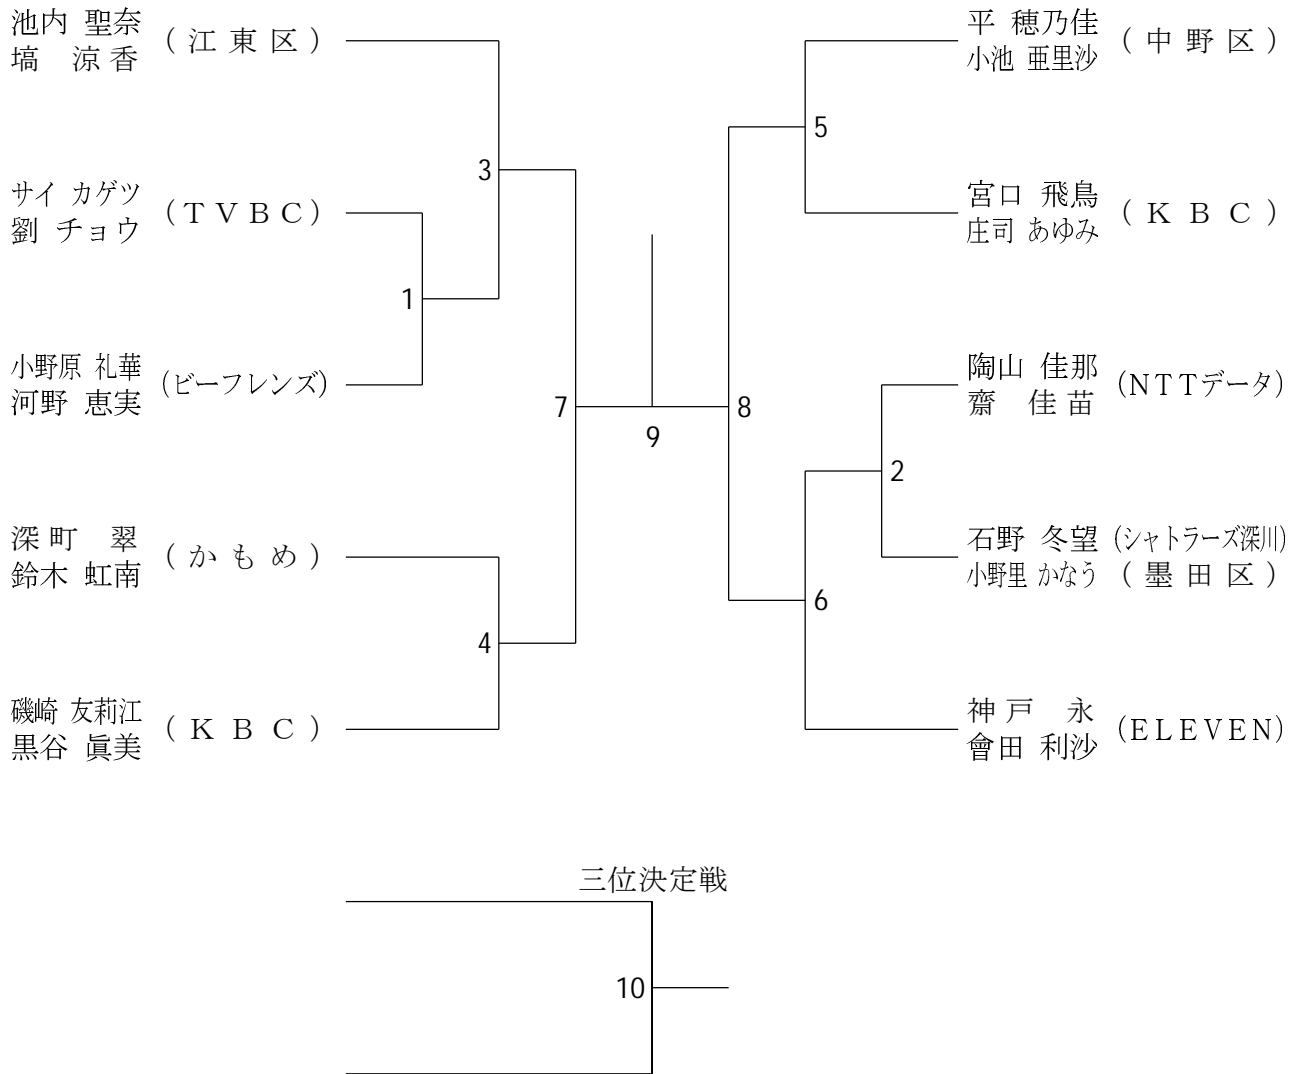 池内 聖奈 (江東区)
塙 涼香
3
サイ カゲツ (TVBC)
劉 チョウ
1
小野原 礼華 (ビーフレンズ)
河野 恵実
7
深町 翠 (かもめ)
鈴木 虹南
4
磯崎 友莉江 (KBC)
黒谷 眞美
9
平 穂乃佳 (中野区)
小池 亜里沙
5
宮口 飛鳥 (KBC)
庄司 あゆみ
8
陶山 佳那 (NTTデータ)
齋 佳苗
2
石野 冬望 (シャトラーズ深川)
小野里 かなう (墨田区)
6
神戸 永 (ELEVEN)
會田 利沙
三位決定戦
10